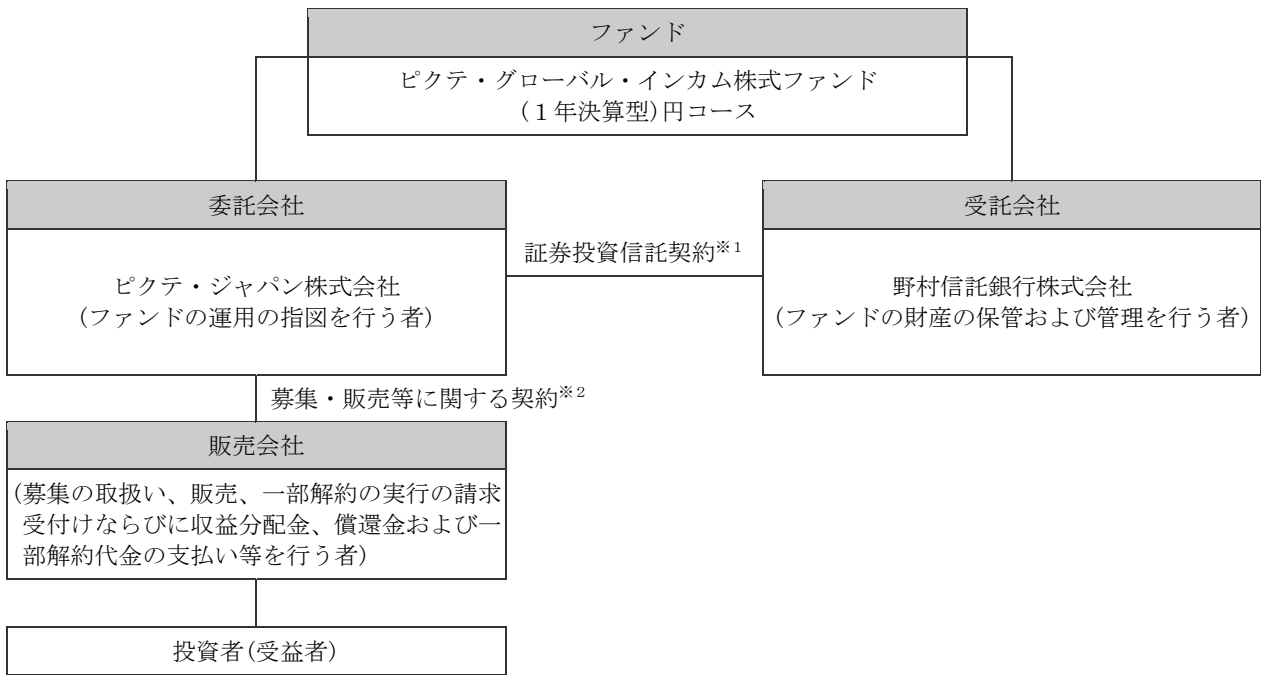 ファンド
ピクテ・グローバル・インカム株式ファンド
(１年決算型)円コース
委託会社
受託会社
証券投資信託契約※1
ピクテ・ジャパン株式会社
(ファンドの運用の指図を行う者)
野村信託銀行株式会社
(ファンドの財産の保管および管理を行う者)
募集・販売等に関する契約※2
販売会社
(募集の取扱い、販売、一部解約の実行の請求
受付けならびに収益分配金、償還金および一
部解約代金の支払い等を行う者)
投資者(受益者)